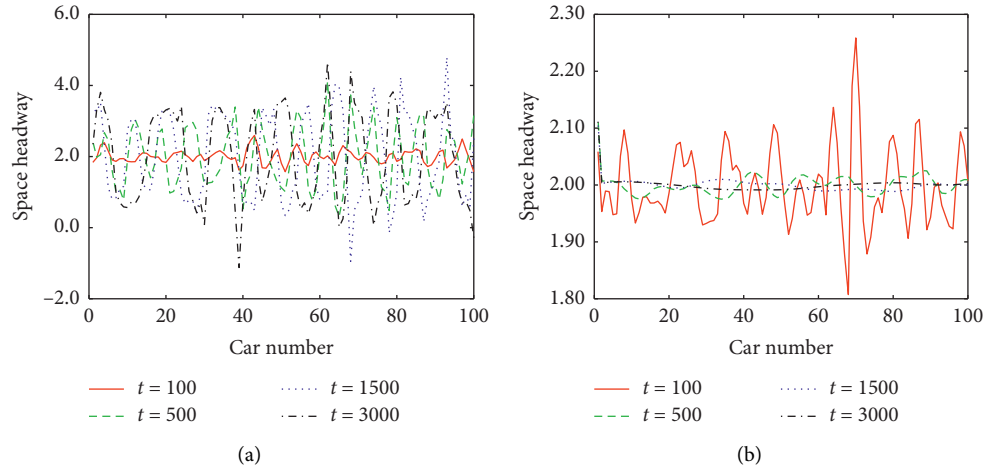 6.0
4.0
2.0
0.0
–2.0
Space headway
0 20 40 60 80 100
Car number
t = 100
t = 500
t = 1500
t = 3000
(a)
2.30
2.20
2.10
2.00
1.90
1.80
Space headway
0 20 40 60 80 100
Car number
t = 100
t = 500
t = 1500
t = 3000
(b)